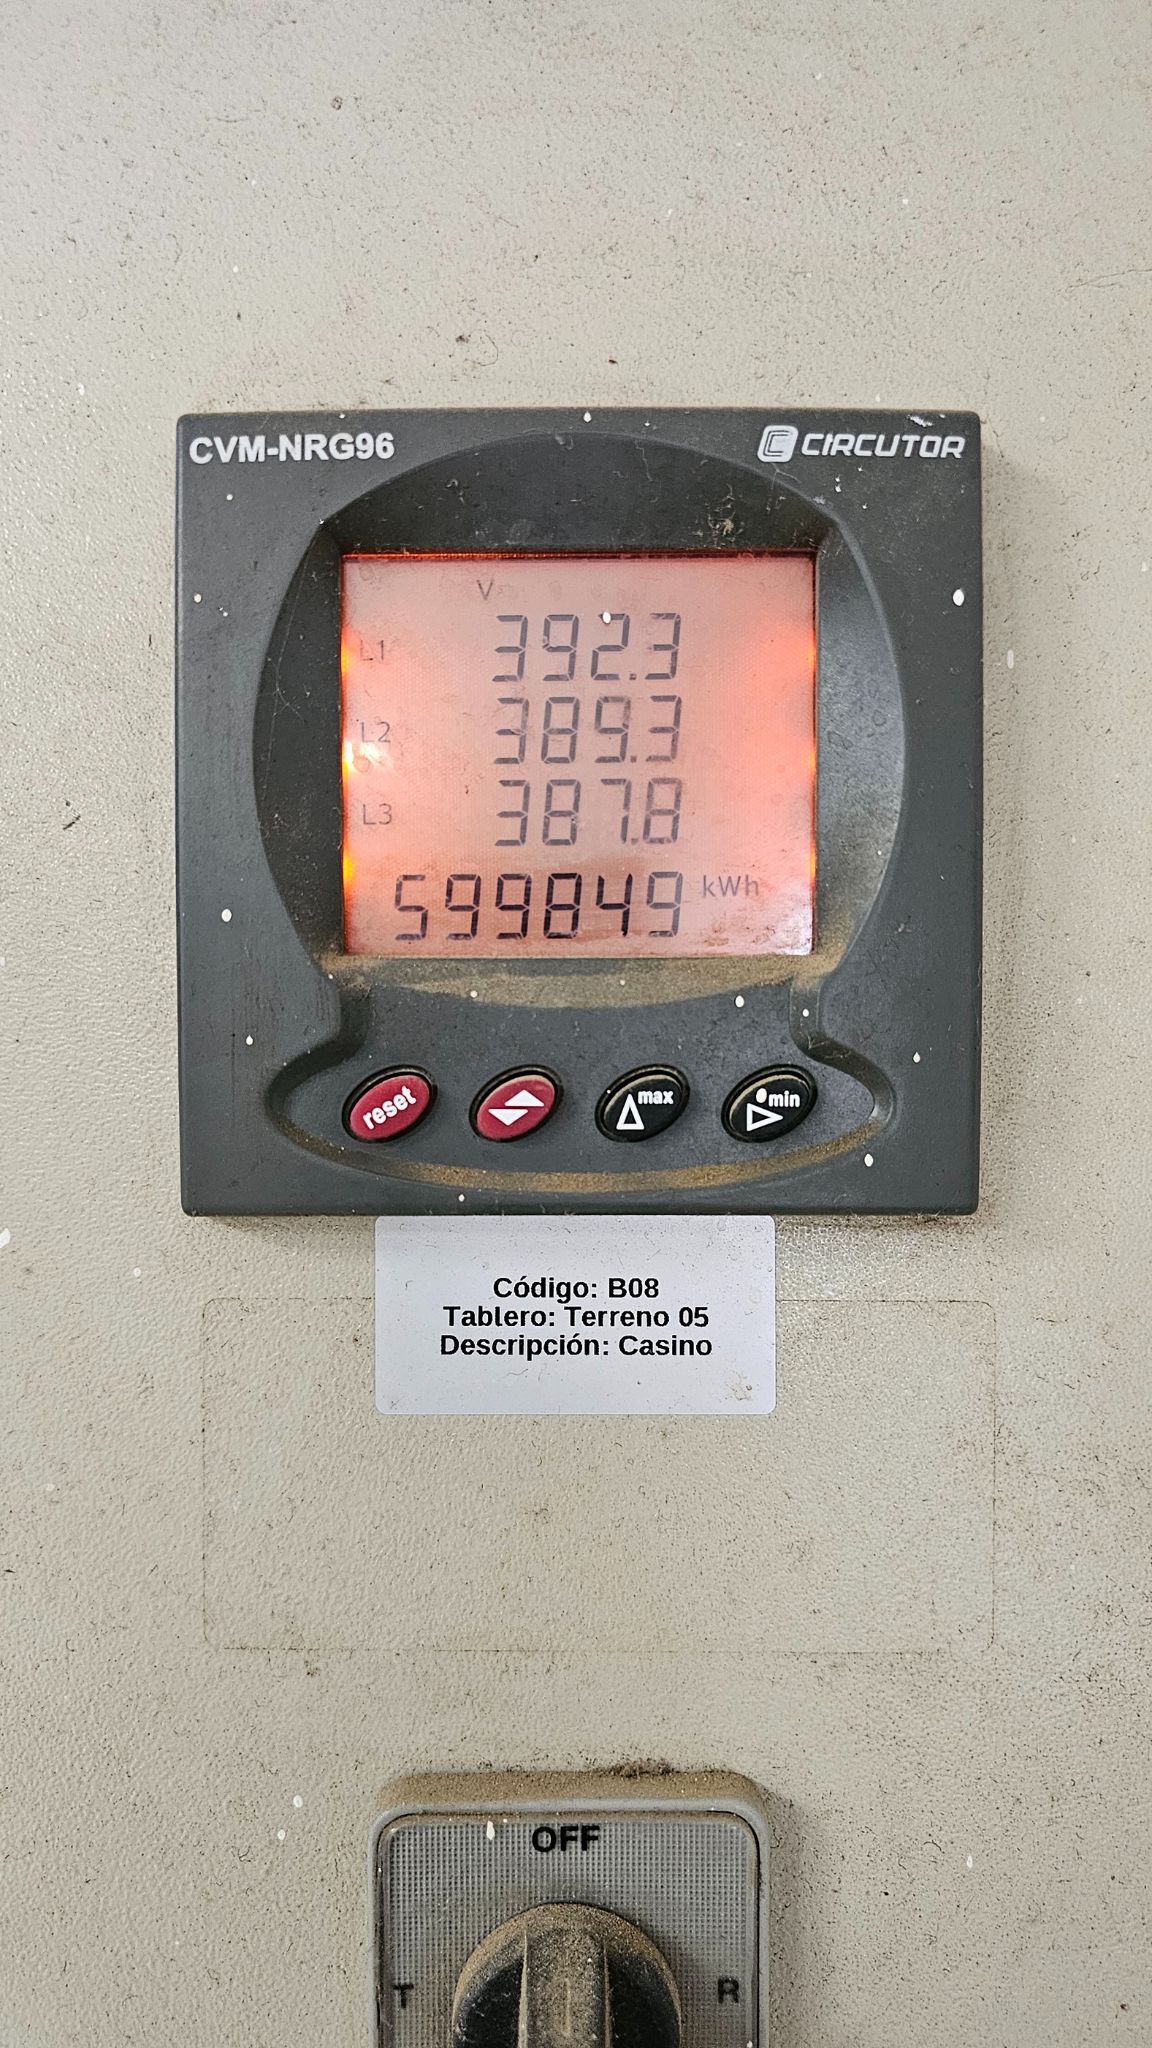 CVM-NRG96 CIRCUTOR
V
L1 392.3
L2 389.3
L3 387.8
599849 kWh
reset max min
Código: B08
Tablero: Terreno 05
Descripción: Casino
OFF
T R